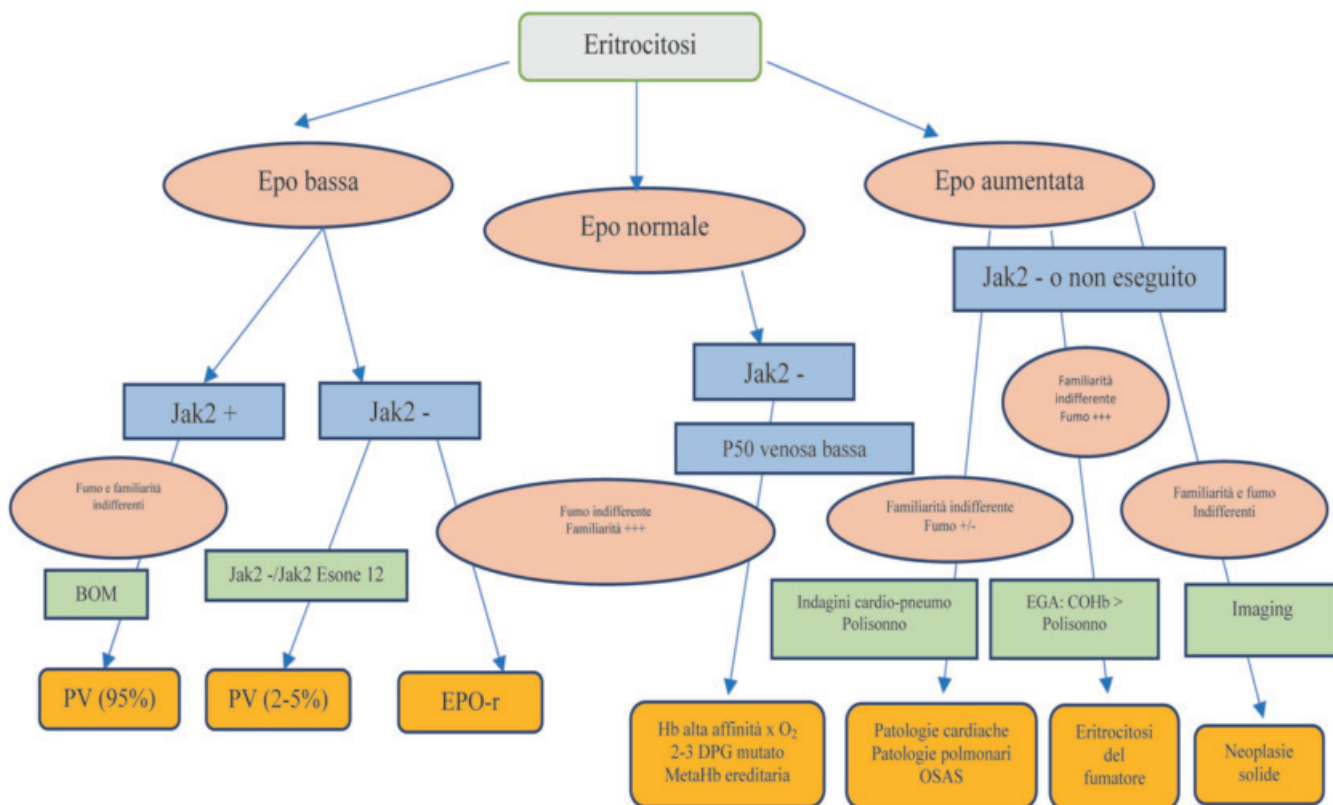 Eritrocitosi
Epo bassa
Epo normale
Epo aumentata
Jak2 - o non eseguito
Jak2 +
Jak2 -
Jak2 -
P50 venosa bassa
Familiarità
indifferente
Fumo +++
Fumo e familiarità
indifferenti
Fumo indifferente
Familiarità +++
Familiarità indifferente
Fumo +/-
Familiarità e fumo
Indifferenti
BOM
Jak2 -/Jak2 Esone 12
Indagini cardio-pneumo
Polisonno
EGA: COHb >
Polisonno
Imaging
PV (95%)
PV (2-5%)
EPO-r
Hb alta affinità x O₂
2-3 DPG mutato
MetaHb ereditaria
Patologie cardiache
Patologie polmonari
OSAS
Eritrocitosi
del
fumatore
Neoplasie
solide